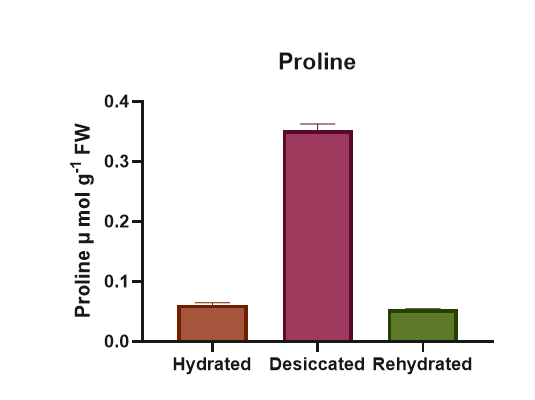 Proline
Proline µ mol g⁻¹ FW
0.4
0.3
0.2
0.1
0.0
Hydrated Desiccated Rehydrated